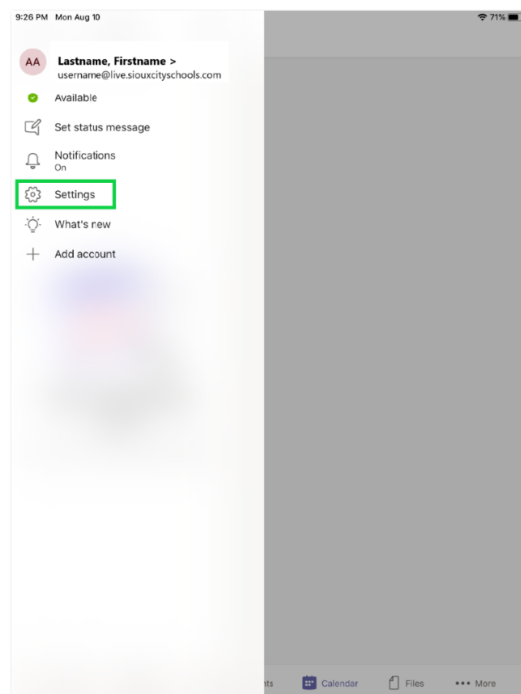 9:26 PM Mon Aug 10 71%
AA Lastname, Firstname >
username@live.siouxcityschools.com
Available
Set status message
Notifications
On
Settings
What's new
Add account
nts Calendar Files More